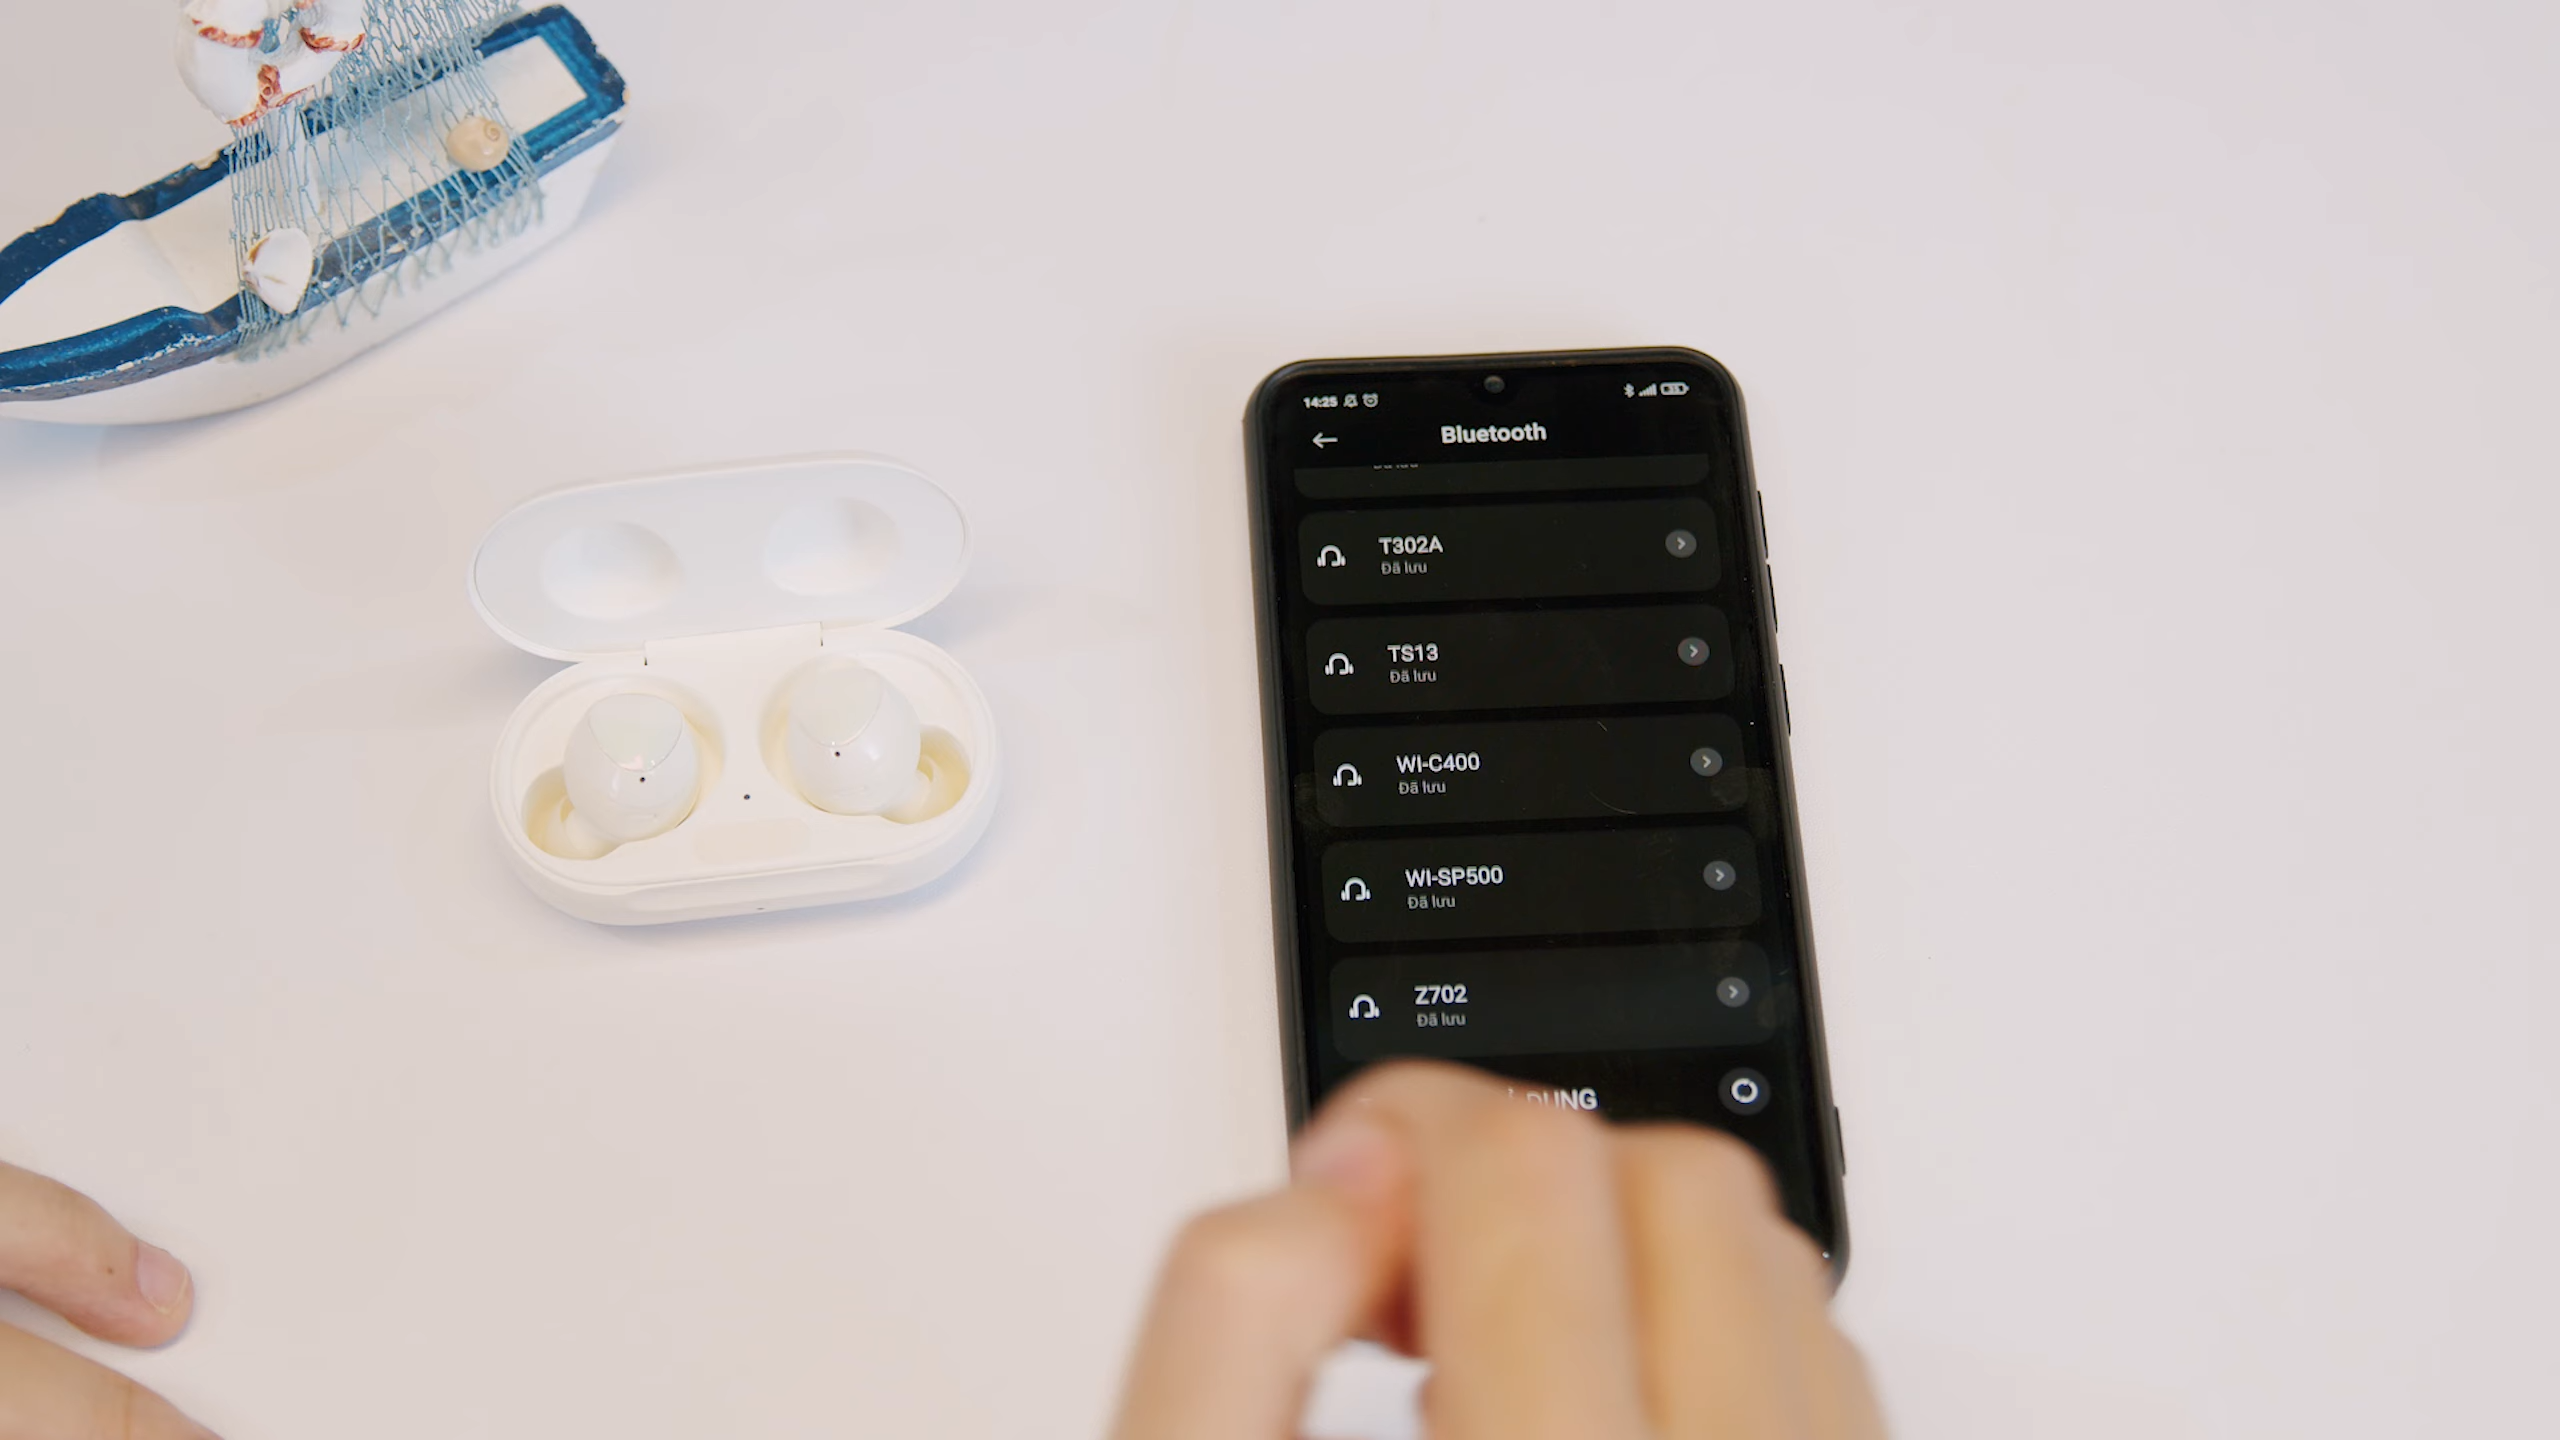 14:25
Bluetooth
T302A
Đã lưu
TS13
Đã lưu
WI-C400
Đã lưu
WI-SP500
Đã lưu
Z702
Đã lưu
DỤNG